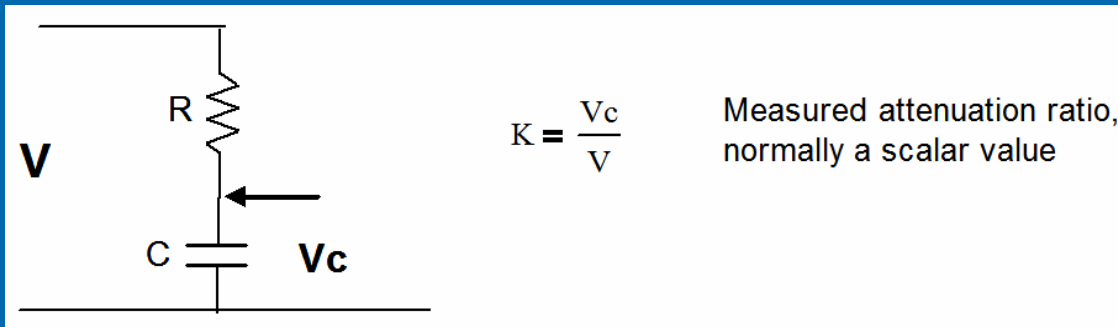 R
V
C
Vc
K = Vc / V
Measured attenuation ratio,
normally a scalar value